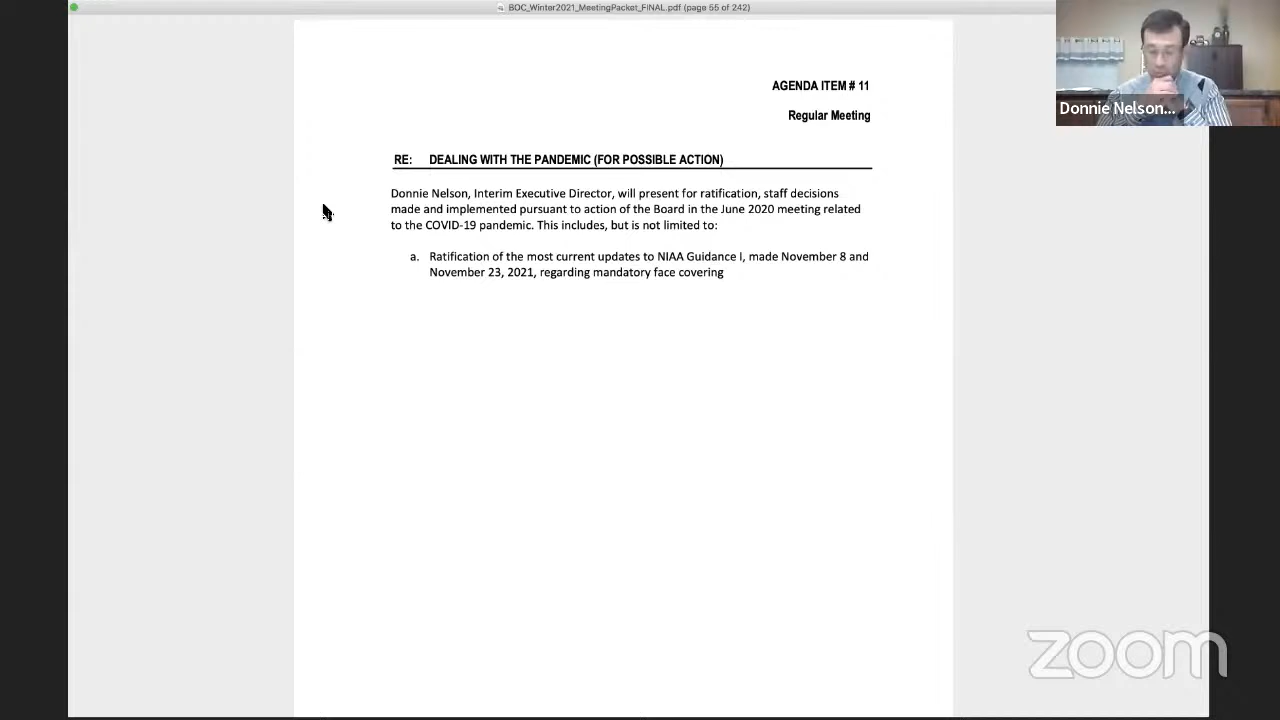 BOC_Winter2021_MeetingPacket_FINAL.pdf (page 55 of 242)
Donnie Nelson...
AGENDA ITEM # 11
Regular Meeting
RE: DEALING WITH THE PANDEMIC (FOR POSSIBLE ACTION)
Donnie Nelson, Interim Executive Director, will present for ratification, staff decisions
made and implemented pursuant to action of the Board in the June 2020 meeting related
to the COVID-19 pandemic. This includes, but is not limited to:
a. Ratification of the most current updates to NIAA Guidance I, made November 8 and
November 23, 2021, regarding mandatory face covering
zoom